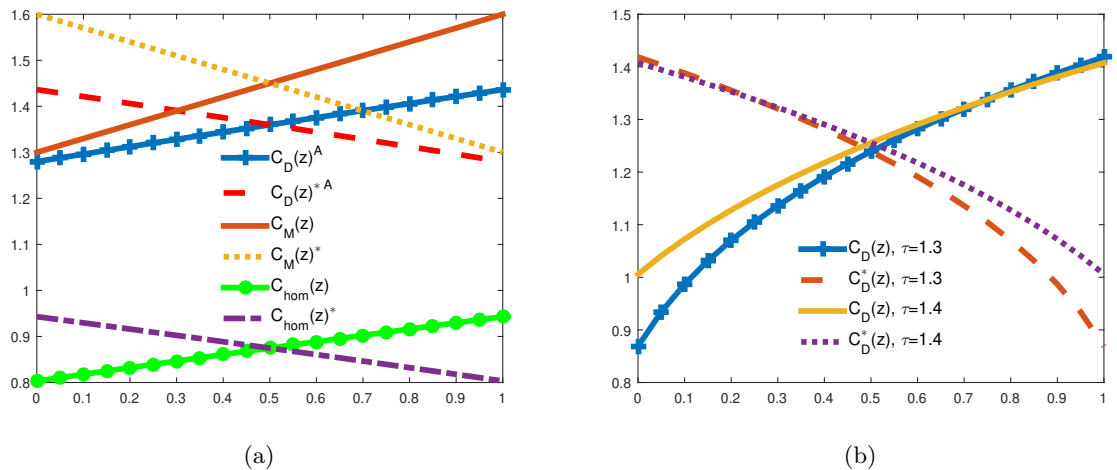 1.6
1.5
1.4
1.3
1.2
1.1
1
0.9
0.8
0 0.1 0.2 0.3 0.4 0.5 0.6 0.7 0.8 0.9 1
C_D(z)^A
C_D(z)^{* A}
C_M(z)
C_M(z)^*
C_hom(z)
C_hom(z)^*
(a)
1.5
1.4
1.3
1.2
1.1
1
0.9
0.8
0 0.1 0.2 0.3 0.4 0.5 0.6 0.7 0.8 0.9 1
C_D(z), τ=1.3
C_D^*(z), τ=1.3
C_D(z), τ=1.4
C_D^*(z), τ=1.4
(b)